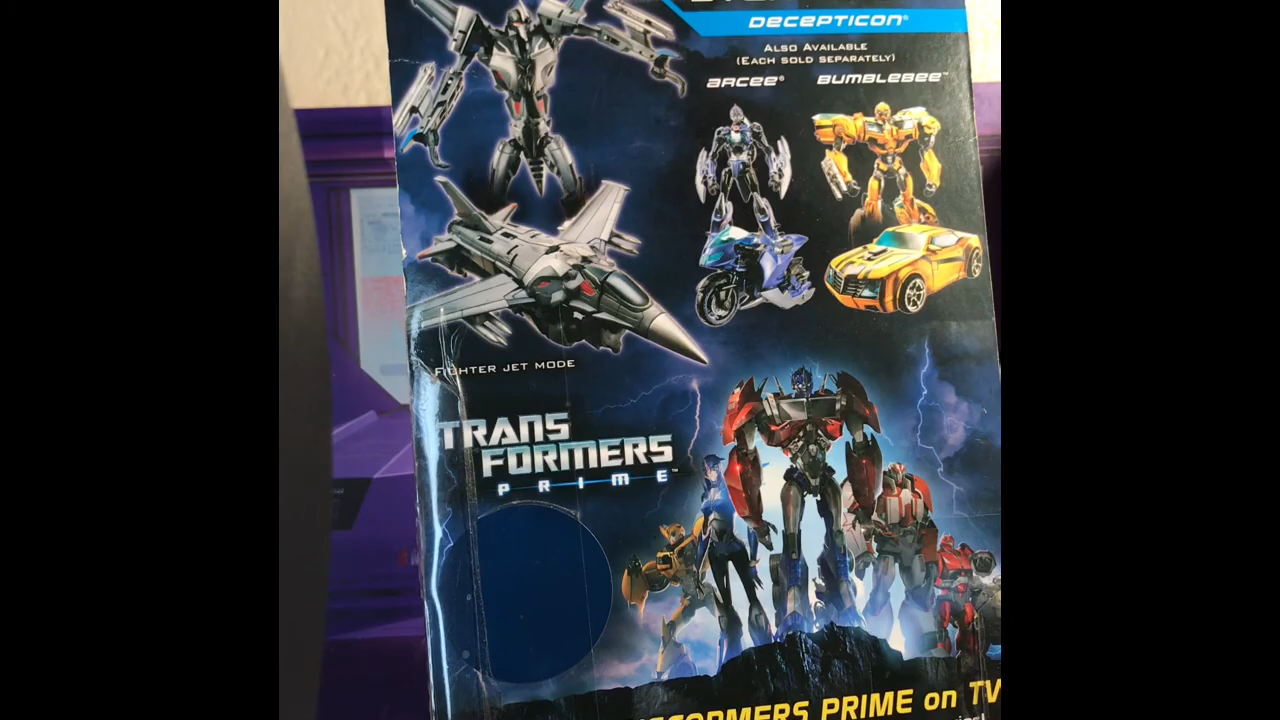 DECEPTICON®
ALSO AVAILABLE
(EACH SOLD SEPARATELY)
ARCEE® BUMBLEBEE™
FIGHTER JET MODE
TRANS
FORMERS
PRIME™
PRIME on TV